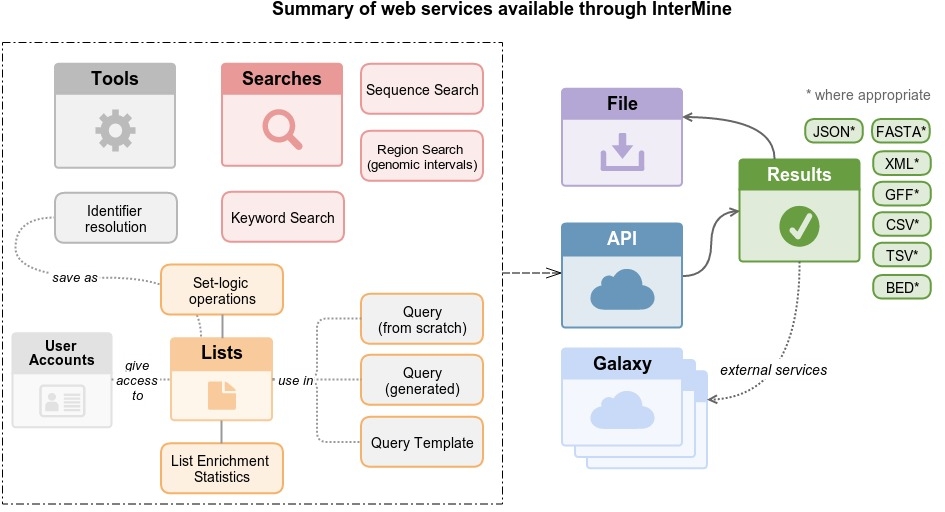 Summary of web services available through InterMine
Tools
Searches
Sequence Search
Region Search
(genomic intervals)
Identifier
resolution
Keyword Search
save as
Set-logic
operations
User
Accounts
give
access
to
Lists
use in
Query
(from scratch)
Query
(generated)
Query Template
List Enrichment
Statistics
File
API
Galaxy
Results
external services
* where appropriate
JSON*
FASTA*
XML*
GFF*
CSV*
TSV*
BED*